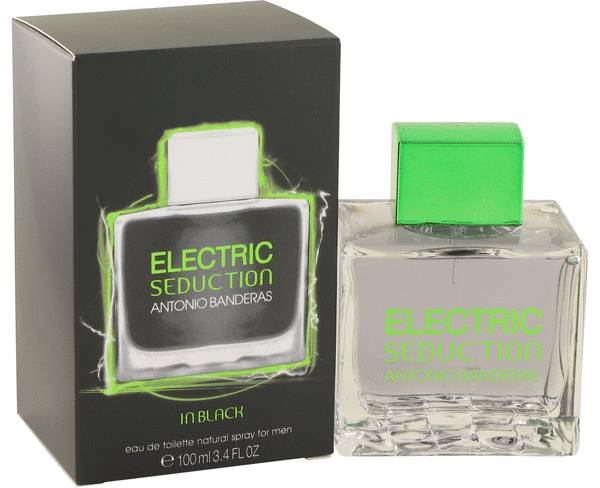 ELECTRIC
SEDUCTION
ANTONIO BANDERAS
IN BLACK
eau de toilette natural spray for men
℮ 100 ml 3.4 FL OZ
ELECTRIC
SEDUCTION
ANTONIO BANDERAS